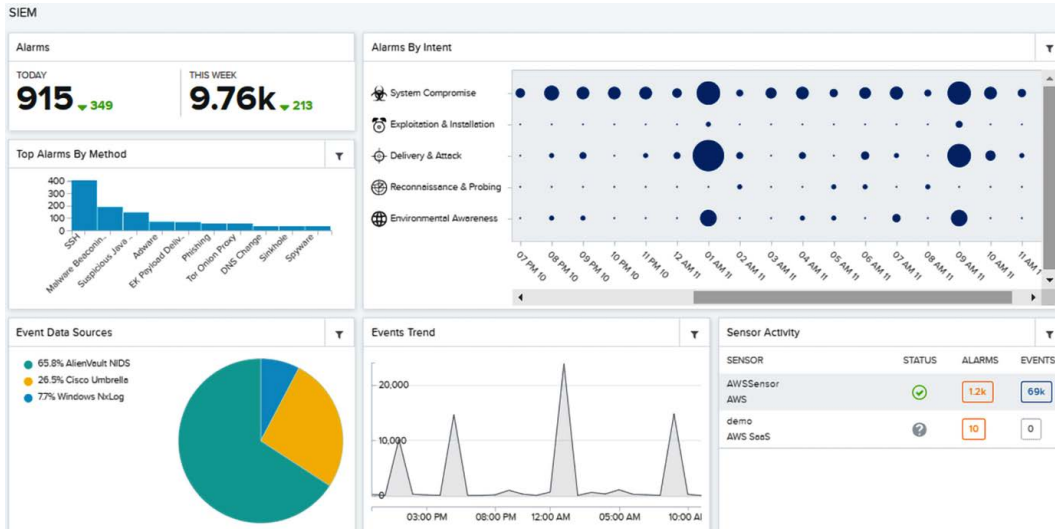 SIEM
Alarms
TODAY
915 349
THIS WEEK
9.76k 213
Alarms By Intent
System Compromise
Exploitation & Installation
Delivery & Attack
Reconnaissance & Probing
Environmental Awareness
07 PM 10
08 PM 10
09 PM 10
10 PM 10
11 PM 10
12 AM 11
01 AM 11
02 AM 11
03 AM 11
04 AM 11
05 AM 11
06 AM 11
07 AM 11
08 AM 11
09 AM 11
10 AM 11
11 AM 1
Top Alarms By Method
400
300
200
100
0
SSH
Malware Beaconin..
Suspicious Java ..
Adware
EK Payload Deliv..
Phishing
Tor Onion Proxy
DNS Change
Sinkhole
Spyware
Event Data Sources
65.8% AlienVault NIDS
26.5% Cisco Umbrella
7.7% Windows NxLog
Events Trend
20,000
10,000
0
03:00 PM 08:00 PM 12:00 AM 05:00 AM 10:00 A
Sensor Activity
SENSOR STATUS ALARMS EVENTS
AWSSensor
AWS
1.2k 69k
demo
AWS SaaS
10 0